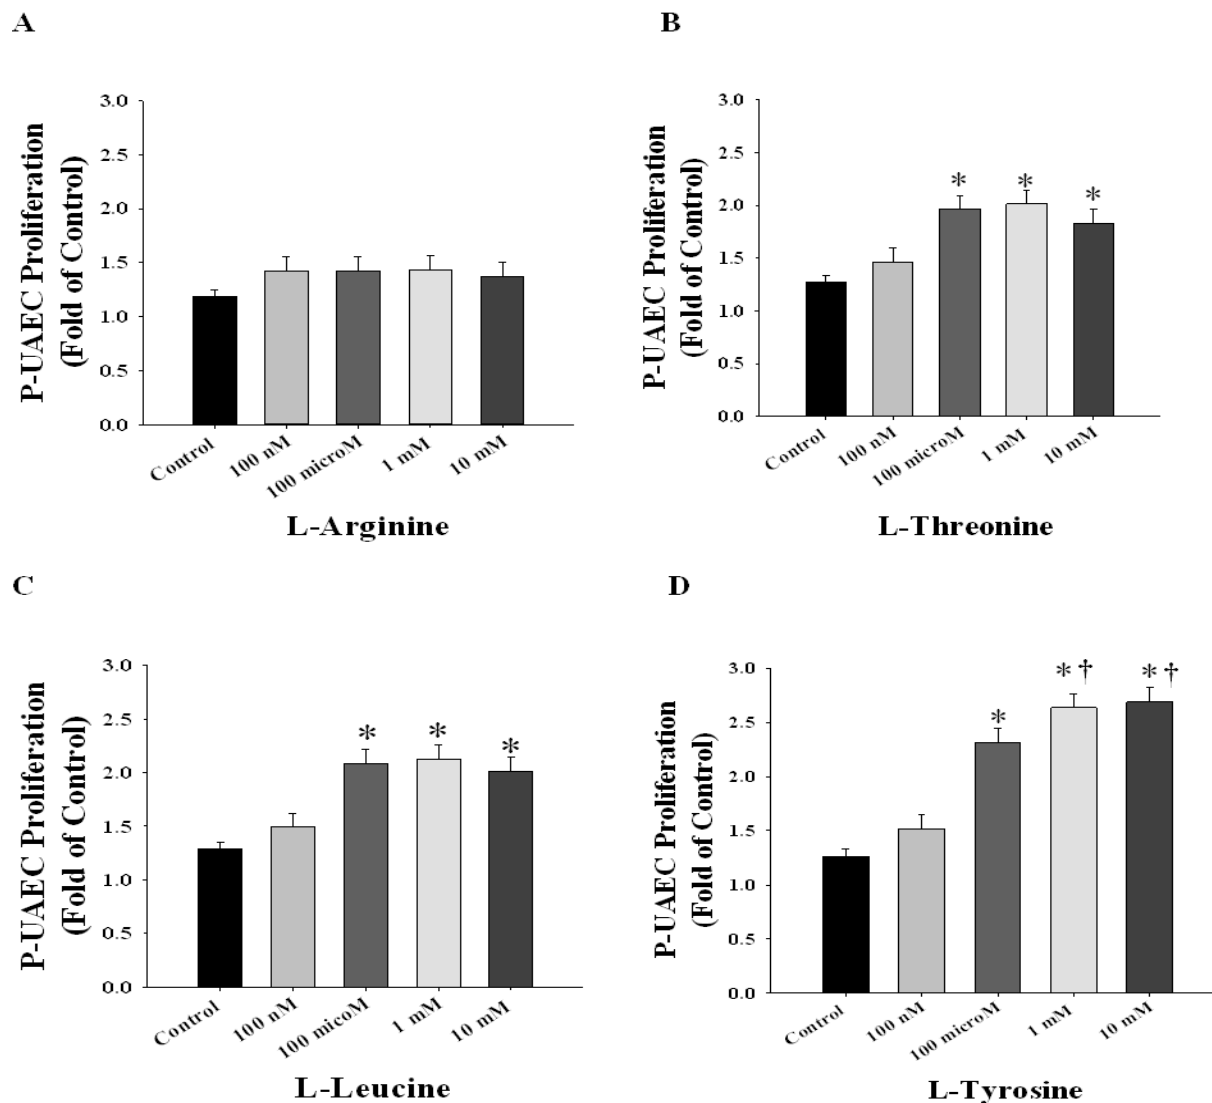 A
P-UAEC Proliferation
(Fold of Control)
3.0
2.5
2.0
1.5
1.0
0.5
0.0
Control
100 nM
100 microM
1 mM
10 mM
L-Arginine
B
P-UAEC Proliferation
(Fold of Control)
3.0
2.5
2.0
1.5
1.0
0.5
0.0
*
*
*
Control
100 nM
100 microM
1 mM
10 mM
L-Threonine
C
P-UAEC Proliferation
(Fold of Control)
3.0
2.5
2.0
1.5
1.0
0.5
0.0
*
*
*
Control
100 nM
100 micoM
1 mM
10 mM
L-Leucine
D
P-UAEC Proliferation
(Fold of Control)
3.0
2.5
2.0
1.5
1.0
0.5
0.0
*
* †
* †
Control
100 nM
100 microM
1 mM
10 mM
L-Tyrosine